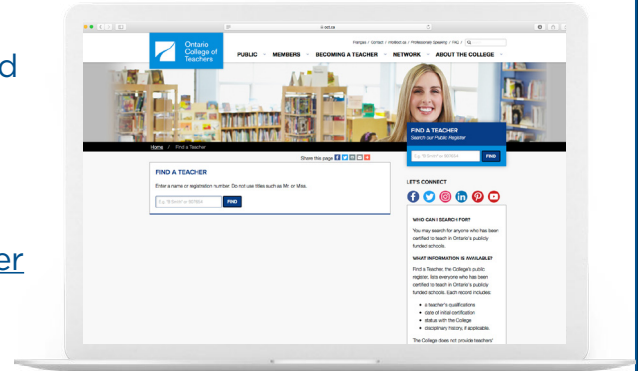 d
er
oct.ca
Français / Contact / Professionally Speaking / FAQ /
Ontario
College of
Teachers
PUBLIC MEMBERS BECOMING A TEACHER NETWORK ABOUT THE COLLEGE
FIND A TEACHER
Search our Public Register
FIND
Home / Find a Teacher
Share this page
FIND A TEACHER
Enter a name or registration number. Do not use titles such as Mr. or Miss.
FIND
LET'S CONNECT
WHO CAN I SEARCH FOR?
You may search for anyone who has been
certified to teach in Ontario's publicly
funded schools.
WHAT INFORMATION IS AVAILABLE?
Find a Teacher, the College's public
register, lists everyone who has been
certified to teach in Ontario's publicly
funded schools. Each record includes:
• a teacher's qualifications
• date of initial certification
• status with the College
• disciplinary history, if applicable.
The College does not provide teachers'